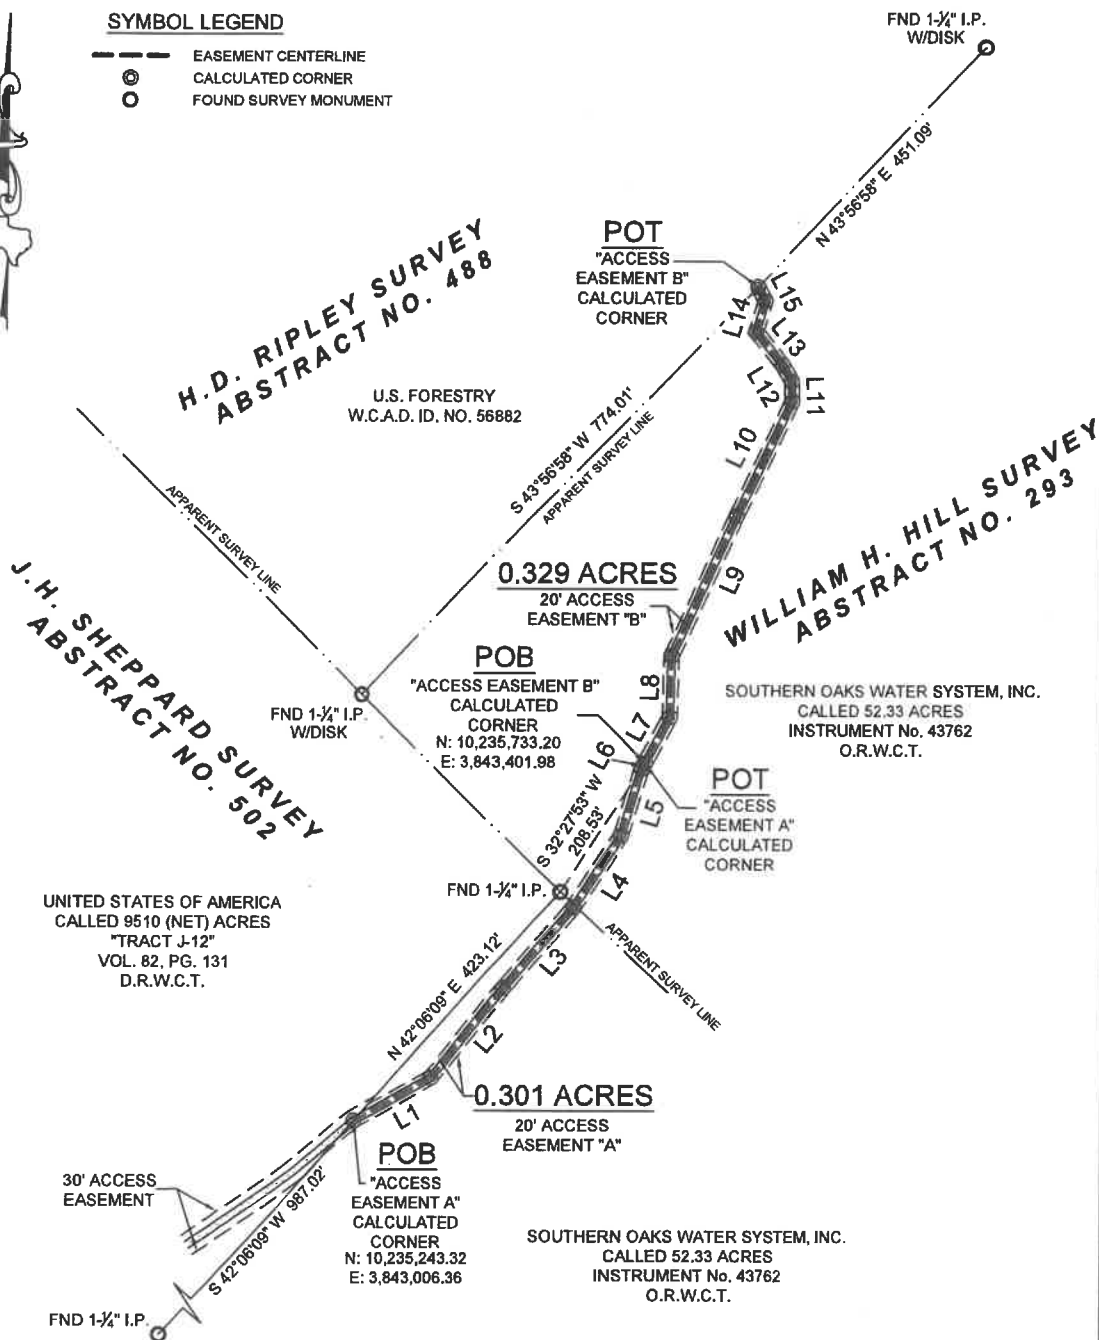 SYMBOL LEGEND
EASEMENT CENTERLINE
CALCULATED CORNER
FOUND SURVEY MONUMENT
FND 1-¼" I.P.
W/DISK
N 43°56'58" E 451.09'
POT
"ACCESS
EASEMENT B"
CALCULATED
CORNER
L15
L14
L13
L12
L11
L10
H.D. RIPLEY SURVEY
ABSTRACT NO. 488
U.S. FORESTRY
W.C.A.D. ID. NO. 56882
S 43°56'58" W 774.01'
APPARENT SURVEY LINE
APPARENT SURVEY LINE
WILLIAM H. HILL SURVEY
ABSTRACT NO. 293
0.329 ACRES
20' ACCESS
EASEMENT "B"
L9
J.H. SHEPPARD SURVEY
ABSTRACT NO. 502
POB
"ACCESS EASEMENT B"
CALCULATED
CORNER
N: 10,235,733.20
E: 3,843,401.98
L8
L7
L6
FND 1-¼" I.P.
W/DISK
SOUTHERN OAKS WATER SYSTEM, INC.
CALLED 52.33 ACRES
INSTRUMENT No. 43762
O.R.W.C.T.
POT
"ACCESS
EASEMENT A"
CALCULATED
CORNER
L5
S 32°27'53" W
208.53'
FND 1-¼" I.P.
L4
UNITED STATES OF AMERICA
CALLED 9510 (NET) ACRES
"TRACT J-12"
VOL. 82, PG. 131
D.R.W.C.T.
APPARENT SURVEY LINE
L3
N 42°06'09" E 423.12'
L2
0.301 ACRES
20' ACCESS
EASEMENT "A"
L1
POB
"ACCESS
EASEMENT A"
CALCULATED
CORNER
N: 10,235,243.32
E: 3,843,006.36
30' ACCESS
EASEMENT
S 42°06'09" W 987.02'
SOUTHERN OAKS WATER SYSTEM, INC.
CALLED 52.33 ACRES
INSTRUMENT No. 43762
O.R.W.C.T.
FND 1-¼" I.P.